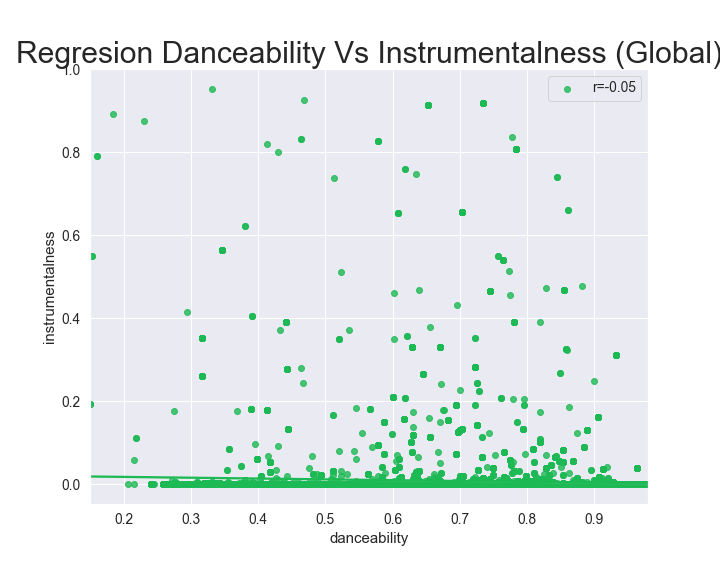 Regresion Danceability Vs Instrumentalness (Global)
r=-0.05
1.0
0.8
0.6
0.4
0.2
0.0
instrumentalness
0.2 0.3 0.4 0.5 0.6 0.7 0.8 0.9
danceability